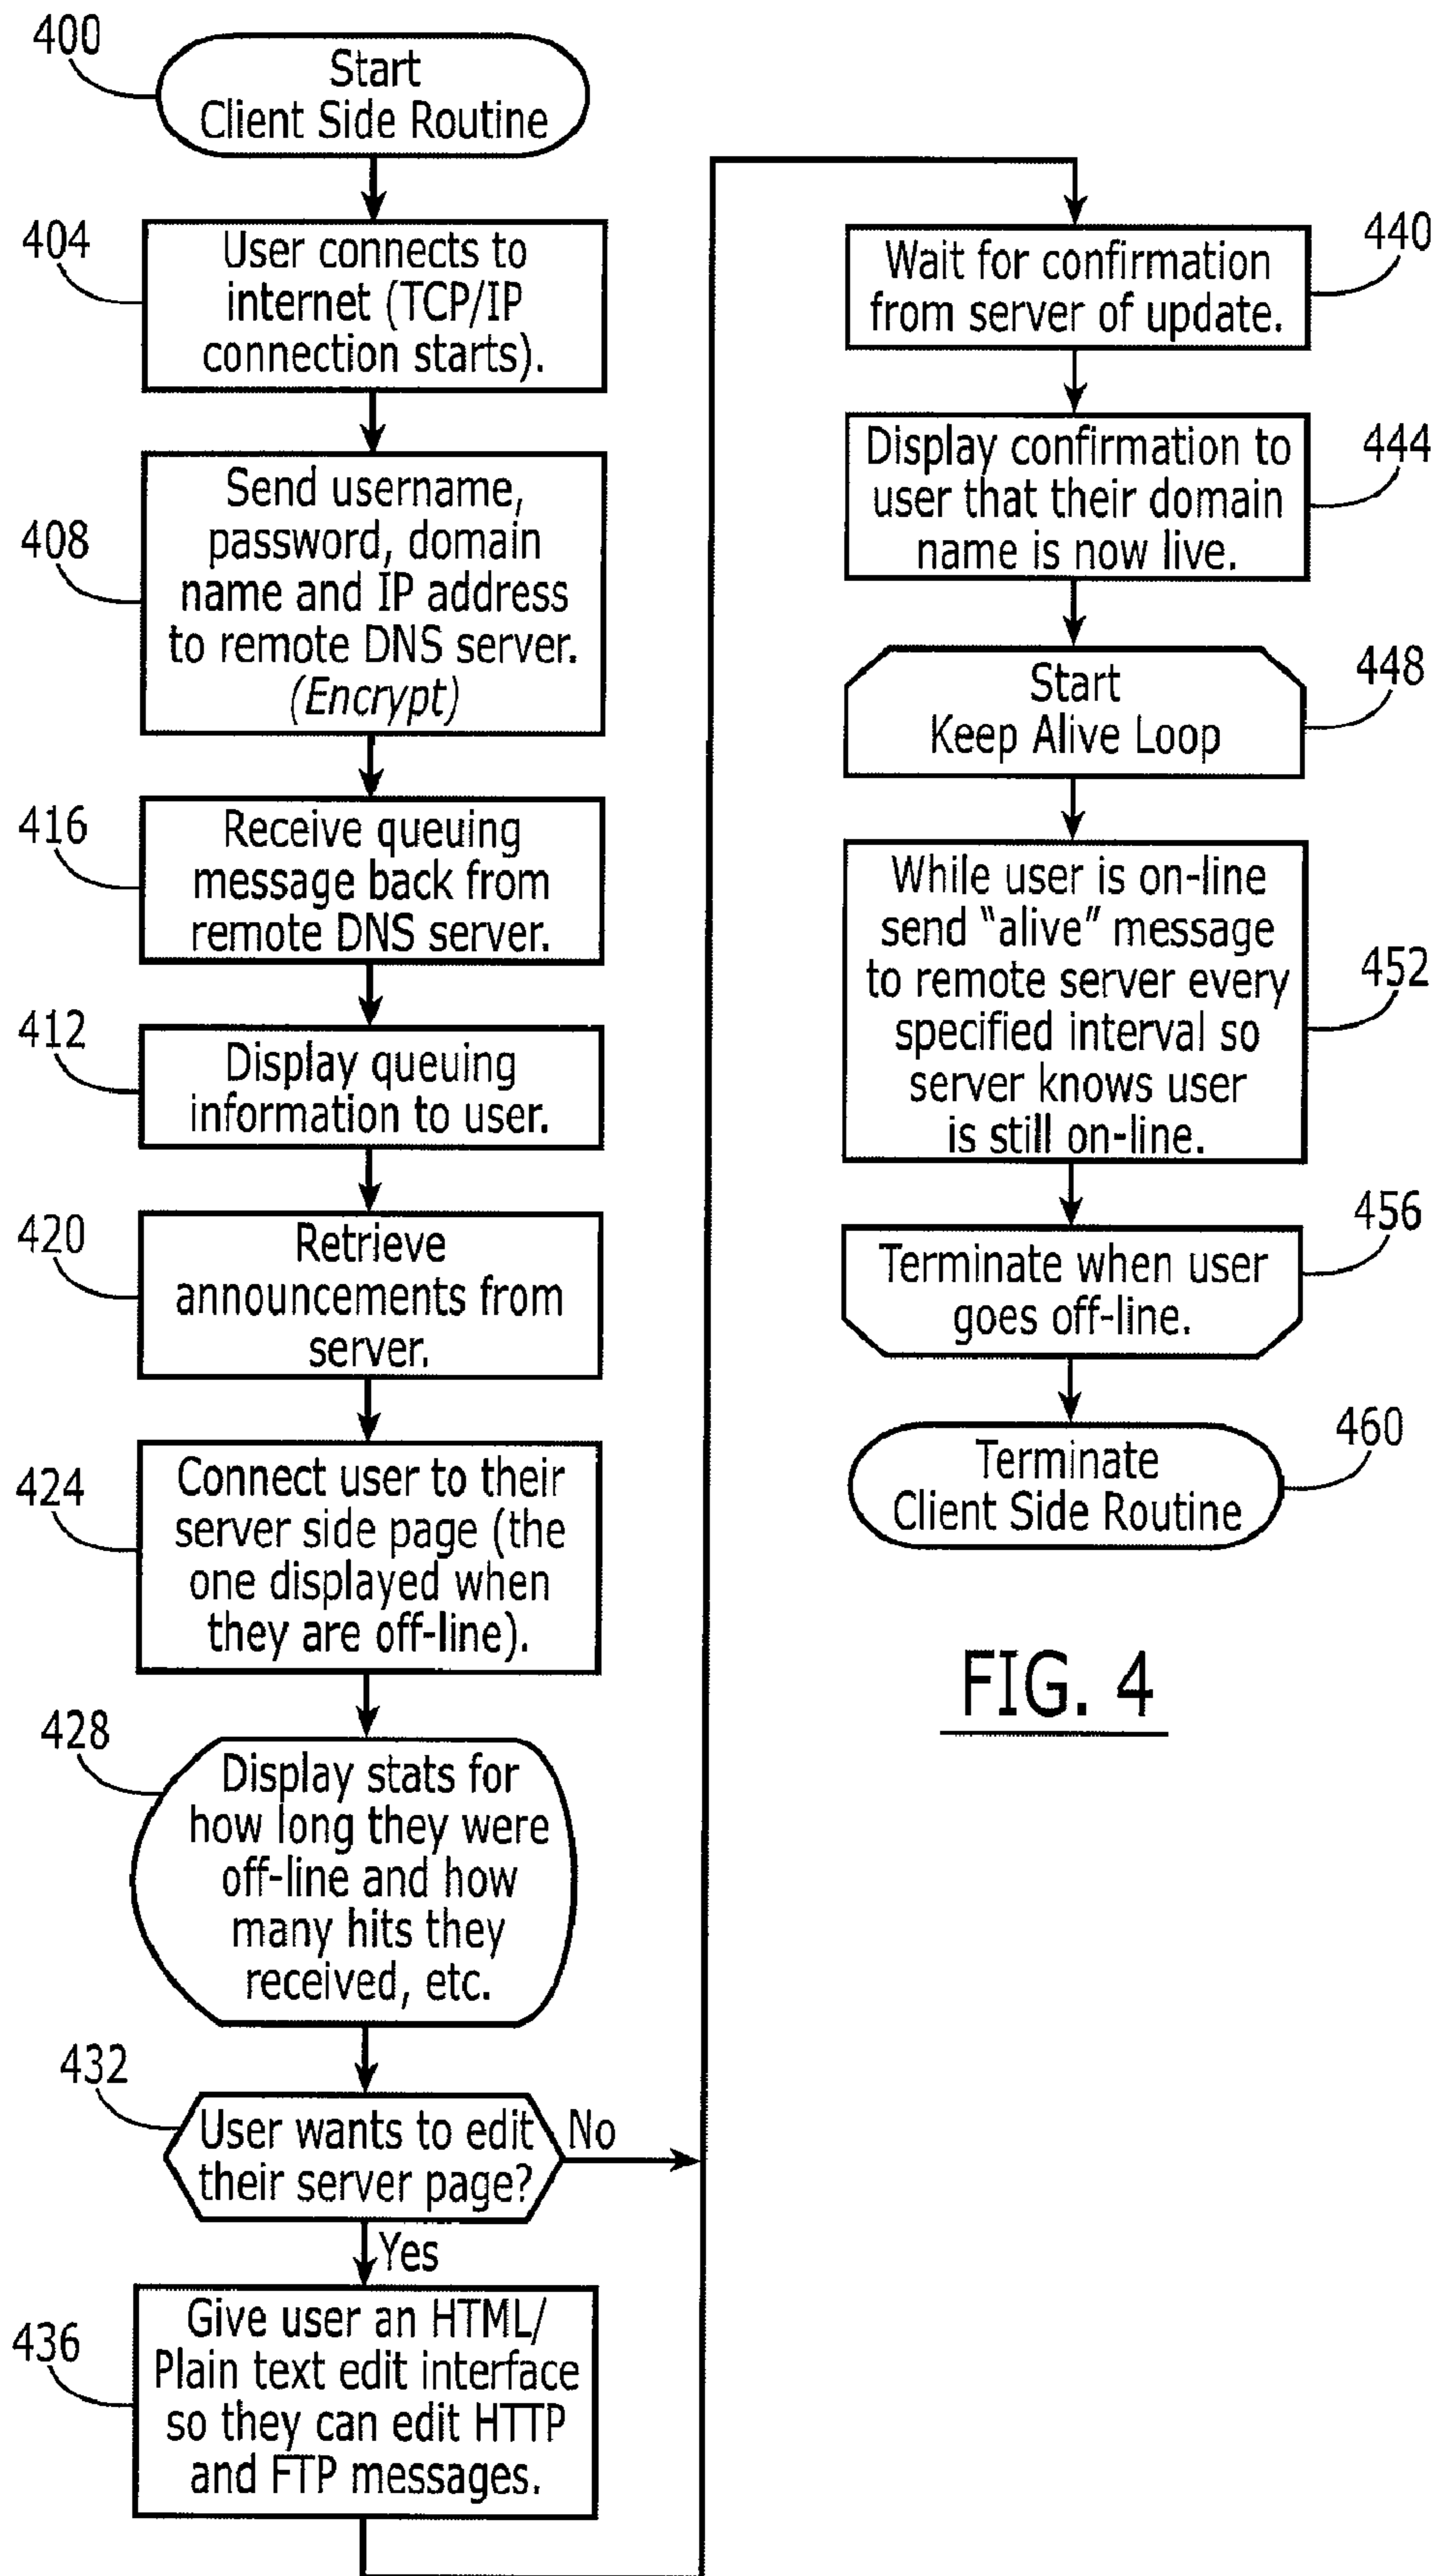 400
Start
Client Side Routine
404
User connects to
internet (TCP/IP
connection starts).
408
Send username,
password, domain
name and IP address
to remote DNS server.
(Encrypt)
416
Receive queuing
message back from
remote DNS server.
412
Display queuing
information to user.
420
Retrieve
announcements from
server.
424
Connect user to their
server side page (the
one displayed when
they are off-line).
428
Display stats for
how long they were
off-line and how
many hits they
received, etc.
432
User wants to edit
their server page?
No
Yes
436
Give user an HTML/
Plain text edit interface
so they can edit HTTP
and FTP messages.
440
Wait for confirmation
from server of update.
444
Display confirmation to
user that their domain
name is now live.
448
Start
Keep Alive Loop
452
While user is on-line
send “alive” message
to remote server every
specified interval so
server knows user
is still on-line.
456
Terminate when user
goes off-line.
460
Terminate
Client Side Routine
FIG. 4